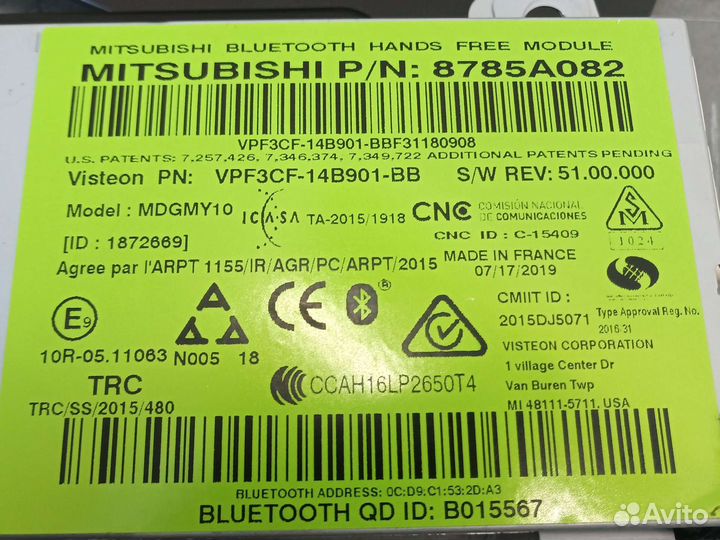 MITSUBISHI BLUETOOTH HANDS FREE MODULE
MITSUBISHI P/N: 8785A082
VPF3CF-14B901-BBF31180908
U.S. PATENTS: 7,257,426, 7,346,374, 7,349,722 ADDITIONAL PATENTS PENDING
Visteon PN: VPF3CF-14B901-BB S/W REV: 51.00.000
Model : MDGMY10 ICASA TA-2015/1918 CNC COMISIÓN NACIONAL DE COMUNICACIONES
CNC ID : C-15409
SM
1024
[ID : 1872669]
MADE IN FRANCE
Agree par l'ARPT 1155/IR/AGR/PC/ARPT/2015 07/17/2019
E9
10R-05.11063
N005 18
CE
CMIIT ID :
2015DJ5071
Type Approval Reg. No.
2016-31
TRC
TRC/SS/2015/480
CCAH16LP2650T4
VISTEON CORPORATION
1 village Center Dr
Van Buren Twp
MI 48111-5711, USA
BLUETOOTH ADDRESS: 0C:D9:C1:53:2D:A3
BLUETOOTH QD ID: B015567
Avito